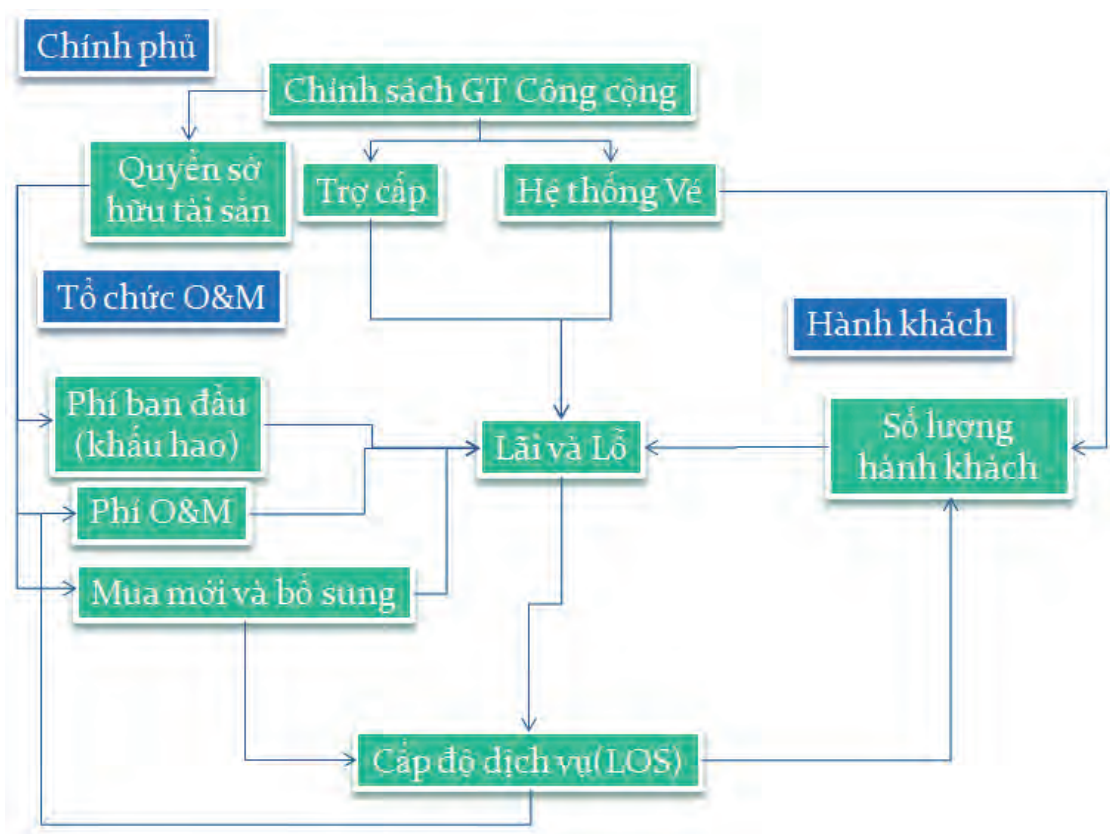 Chính phủ
Chính sách GT Công cộng
Quyền sở
hữu tài sản
Trợ cấp
Hệ thống Vé
Tổ chức O&M
Hành khách
Phí ban đầu
(khấu hao)
Lãi và Lỗ
Số lượng
hành khách
Phí O&M
Mua mới và bổ sung
Cấp độ dịch vụ(LOS)